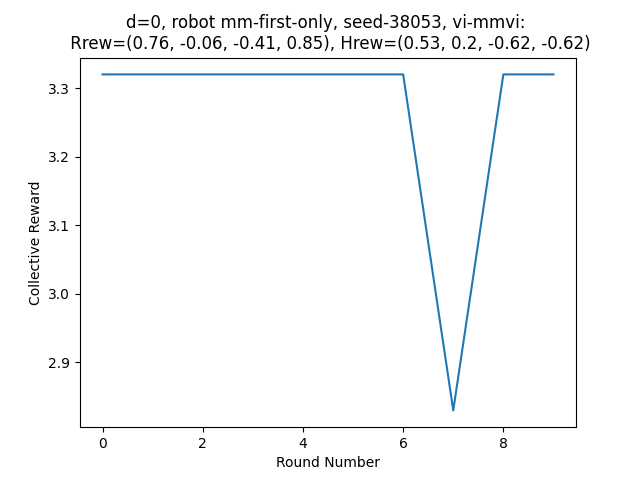 d=0, robot mm-first-only, seed-38053, vi-mmvi:
Rrew=(0.76, -0.06, -0.41, 0.85), Hrew=(0.53, 0.2, -0.62, -0.62)
3.3
3.2
3.1
3.0
2.9
Collective Reward
0 2 4 6 8
Round Number